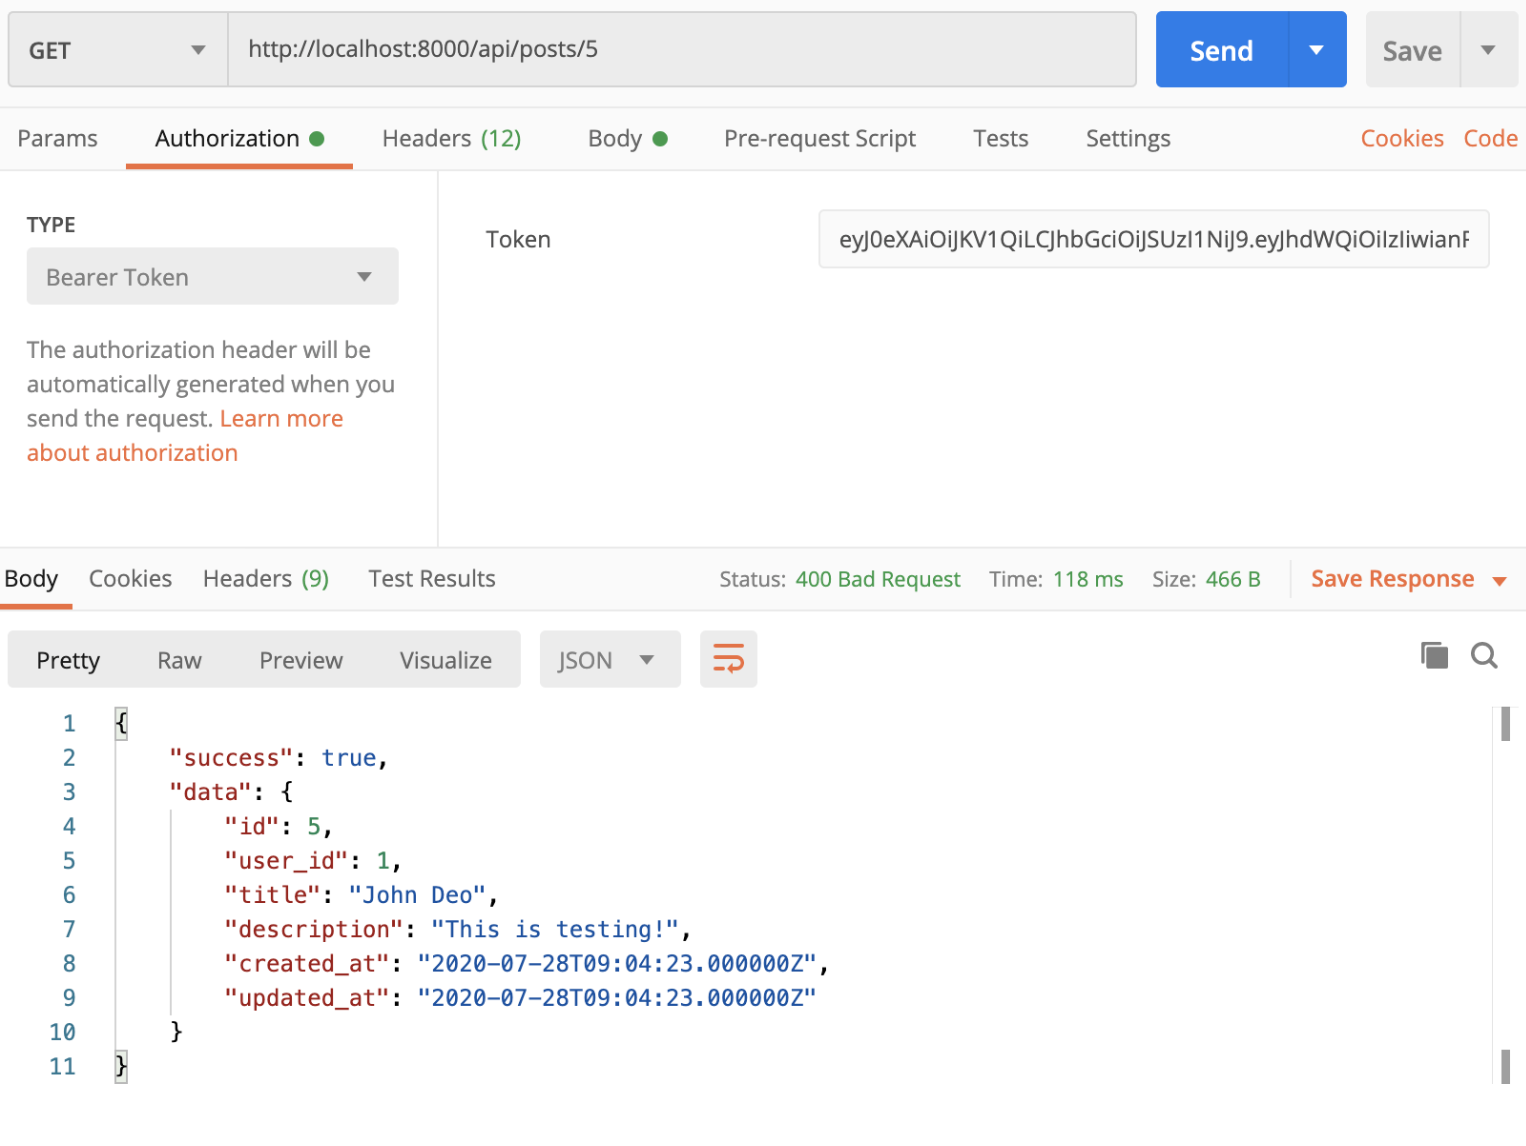 GET http://localhost:8000/api/posts/5 Send Save
Params Authorization Headers (12) Body Pre-request Script Tests Settings Cookies Code
TYPE
Bearer Token
The authorization header will be
automatically generated when you
send the request. Learn more
about authorization
Token eyJ0eXAiOiJKV1QiLCJhbGciOiJSUzI1NiJ9.eyJhdWQiOiIzIiwianR
Body Cookies Headers (9) Test Results Status: 400 Bad Request Time: 118 ms Size: 466 B Save Response
Pretty Raw Preview Visualize JSON
1 {
2 "success": true,
3 "data": {
4 "id": 5,
5 "user_id": 1,
6 "title": "John Deo",
7 "description": "This is testing!",
8 "created_at": "2020-07-28T09:04:23.000000Z",
9 "updated_at": "2020-07-28T09:04:23.000000Z"
10 }
11 }